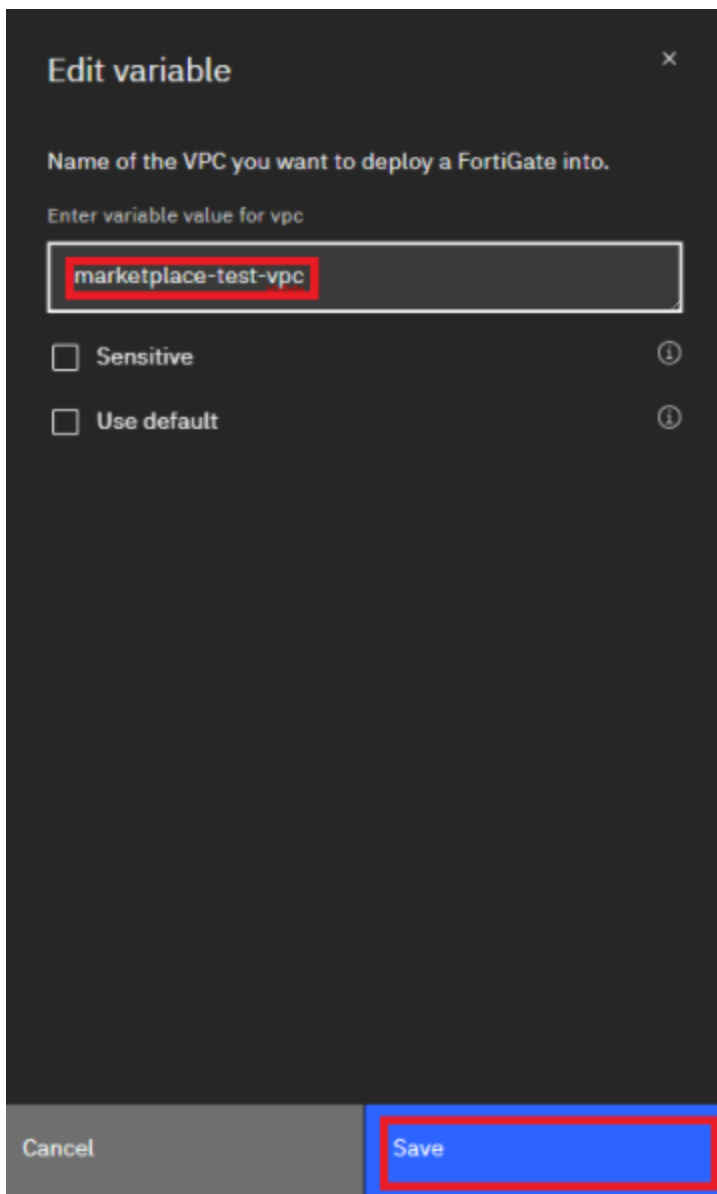 Edit variable
Name of the VPC you want to deploy a FortiGate into.
Enter variable value for vpc
marketplace-test-vpc
Sensitive
Use default
Cancel
Save